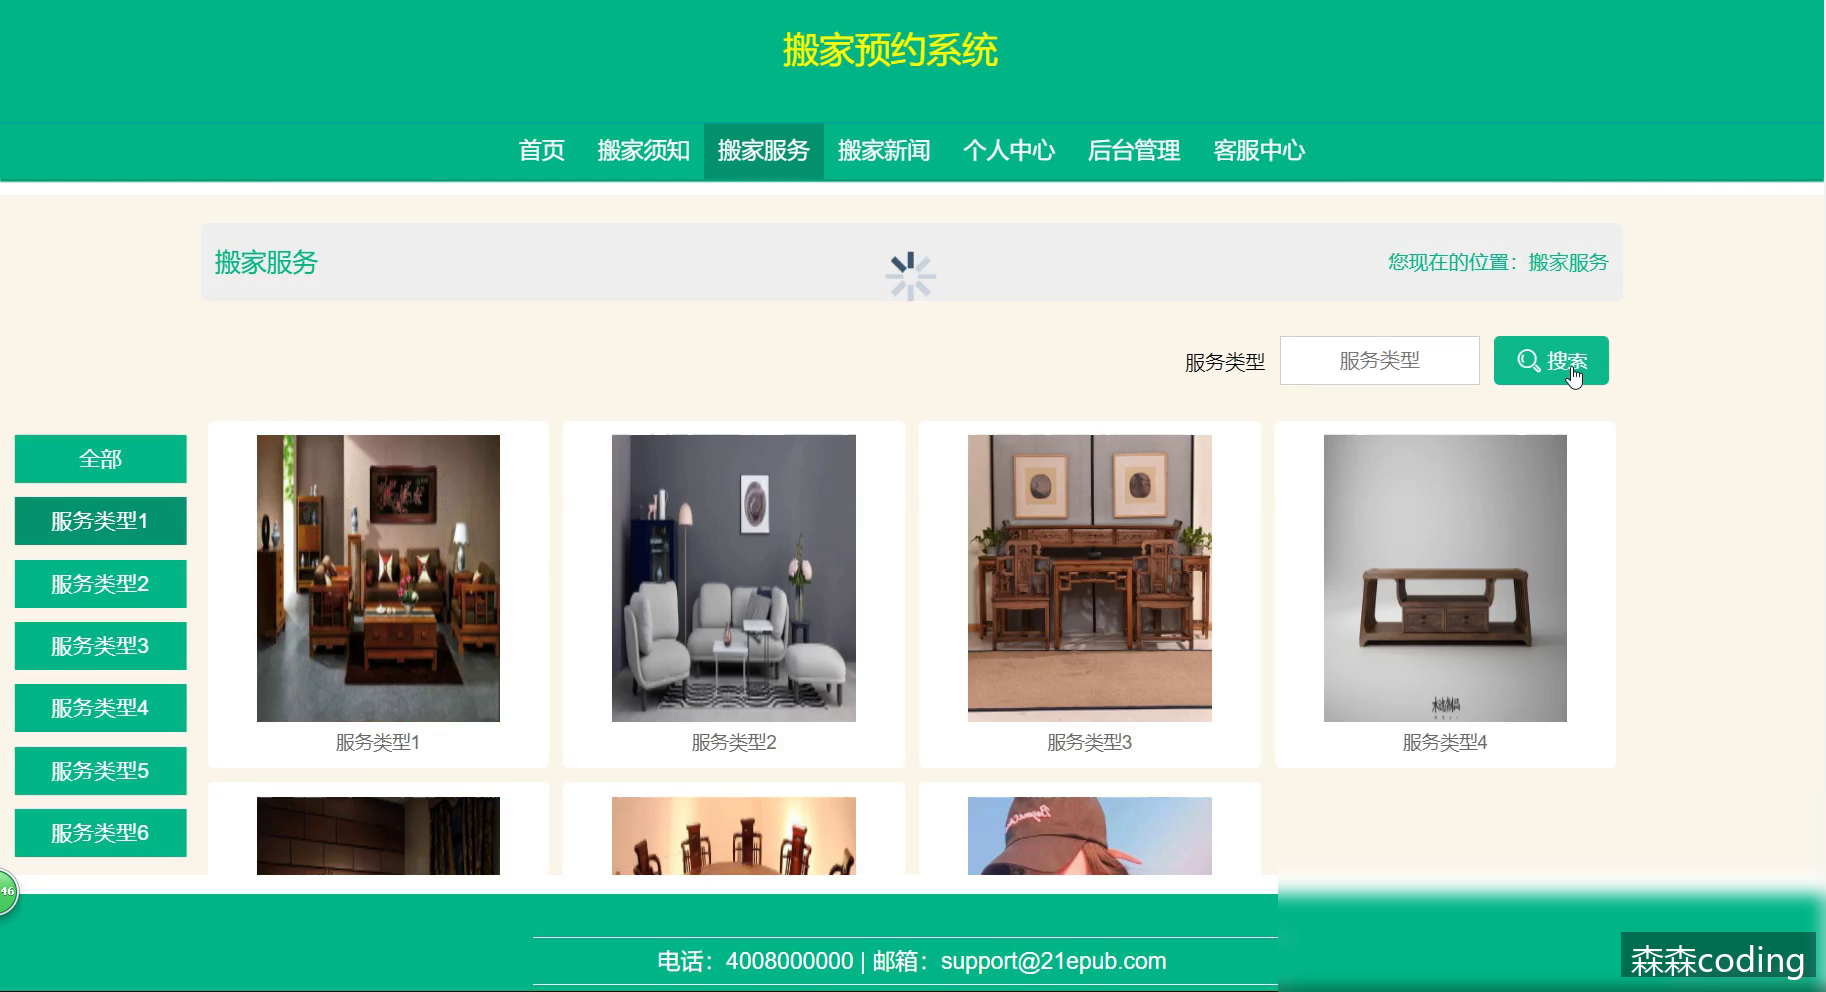 搬家预约系统
首页 搬家须知 搬家服务 搬家新闻 个人中心 后台管理 客服中心
搬家服务
您现在的位置：搬家服务
服务类型 服务类型 搜索
全部
服务类型1
服务类型2
服务类型3
服务类型4
服务类型5
服务类型6
服务类型1
服务类型2
服务类型3
服务类型4
46
电话：4008000000 | 邮箱：support@21epub.com
森森coding